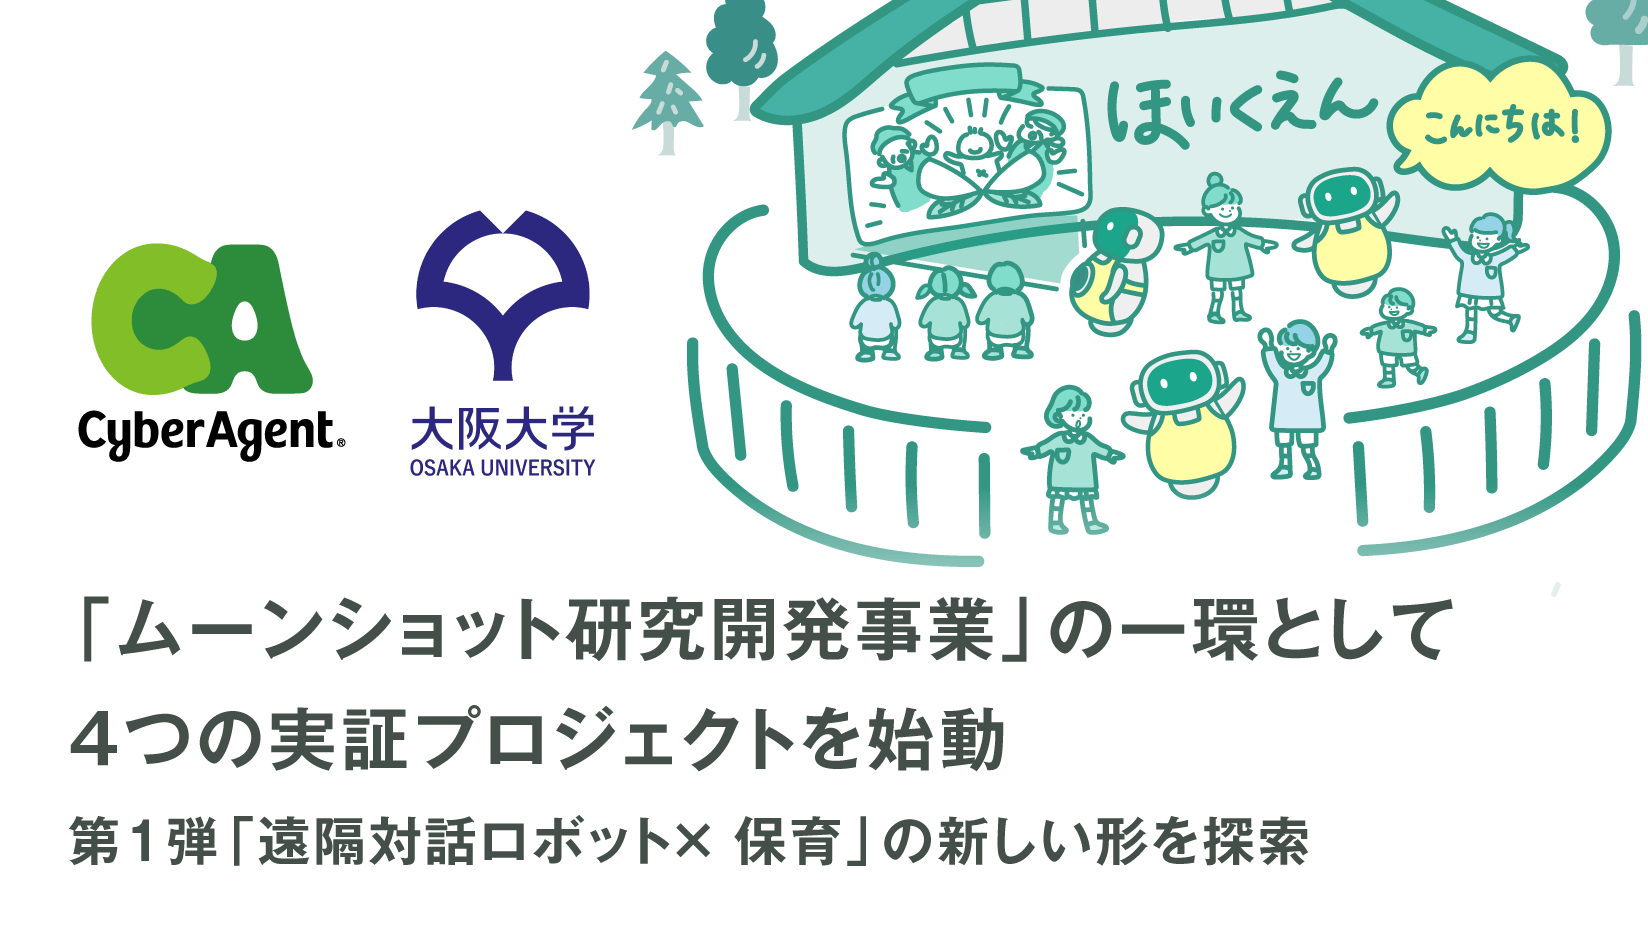 ほいくえん
こんにちは！
CA
CyberAgent®
大阪大学
OSAKA UNIVERSITY
「ムーンショット研究開発事業」の一環として
４つの実証プロジェクトを始動
第１弾「遠隔対話ロボット× 保育」の新しい形を探索